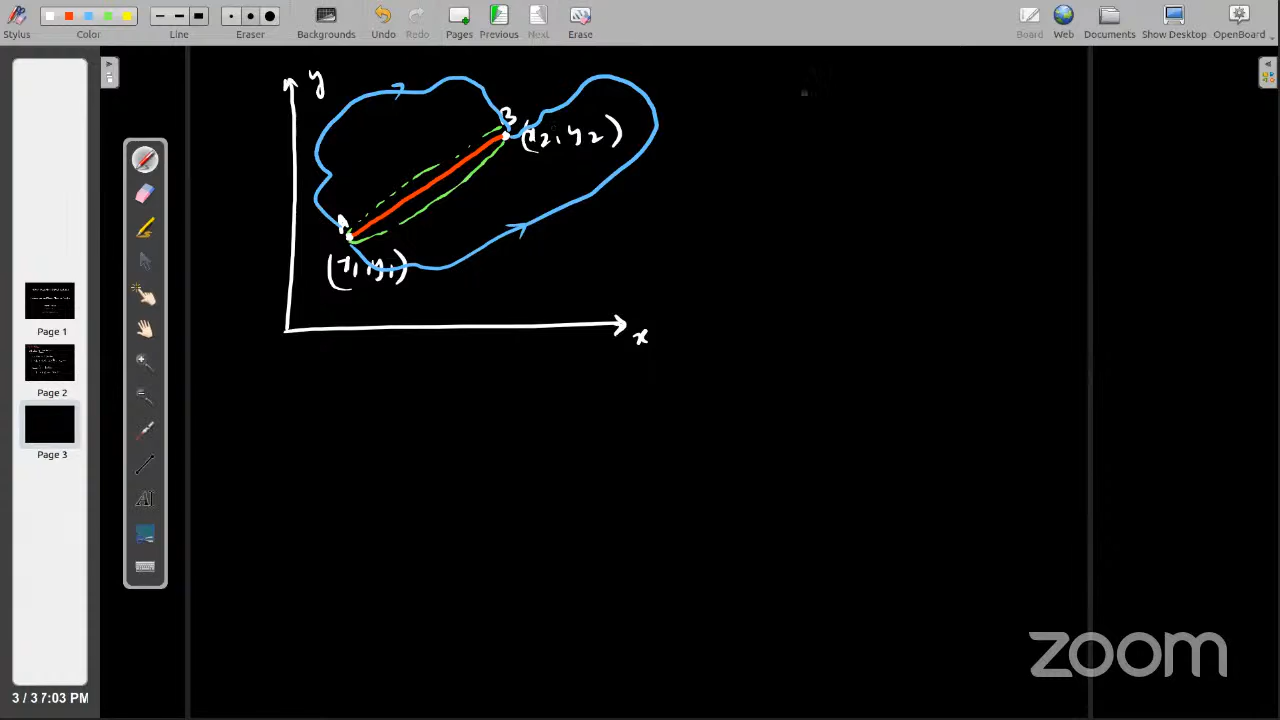 Stylus
Color
Line
Eraser
Backgrounds
Undo
Redo
Pages
Previous
Next
Erase
Board
Web
Documents
Show Desktop
OpenBoard
Page 1
Page 2
Page 3
3 / 3 7:03 PM
y
B
(x2, y2)
A
(x1, y1)
x
zoom